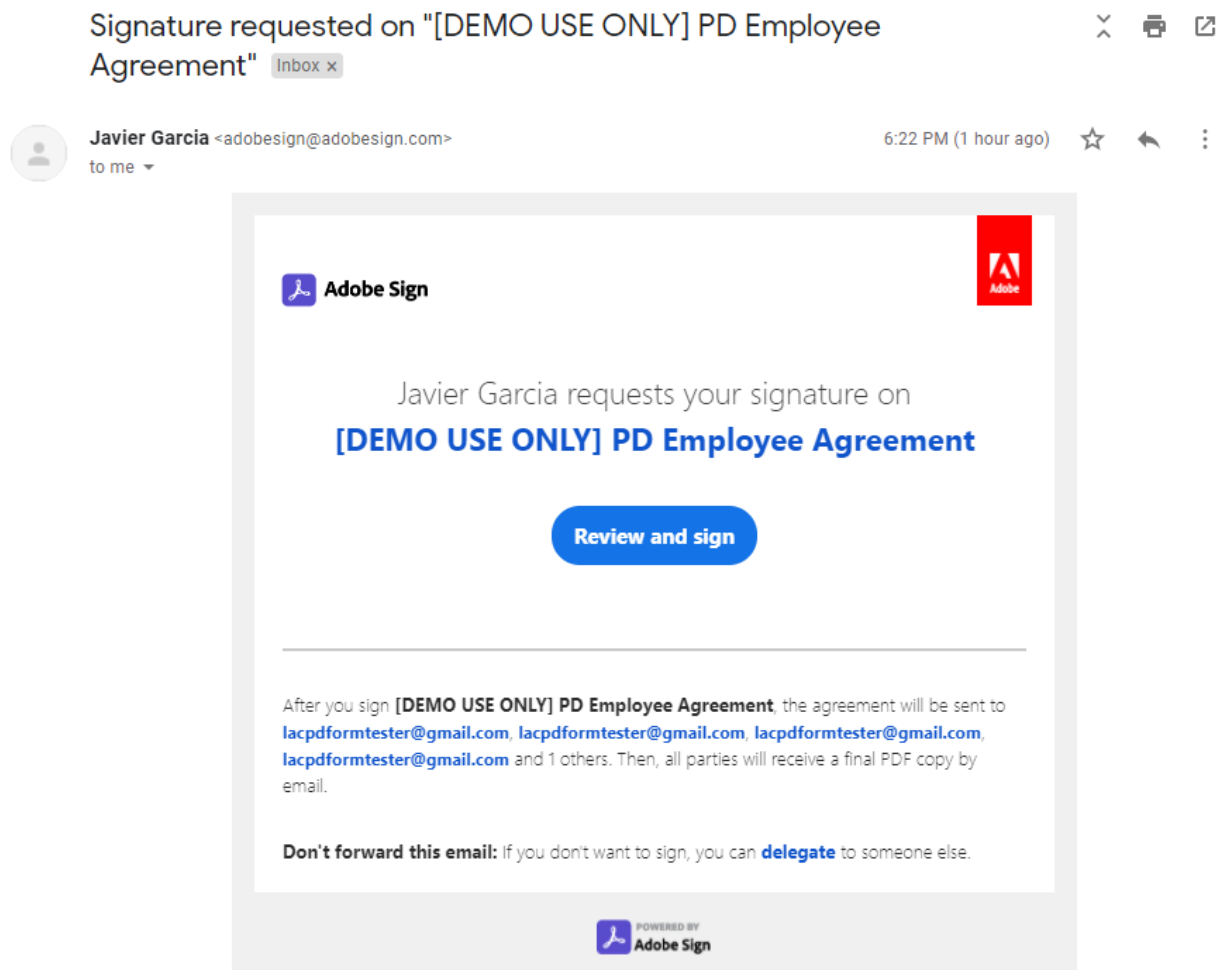 Signature requested on "[DEMO USE ONLY] PD Employee
Agreement" Inbox ×
Javier Garcia <adobesign@adobesign.com> 6:22 PM (1 hour ago)
to me
Adobe
Adobe Sign
Javier Garcia requests your signature on
[DEMO USE ONLY] PD Employee Agreement
Review and sign
After you sign [DEMO USE ONLY] PD Employee Agreement, the agreement will be sent to
lacpdformtester@gmail.com, lacpdformtester@gmail.com, lacpdformtester@gmail.com,
lacpdformtester@gmail.com and 1 others. Then, all parties will receive a final PDF copy by
email.
Don't forward this email: If you don't want to sign, you can delegate to someone else.
POWERED BY
Adobe Sign